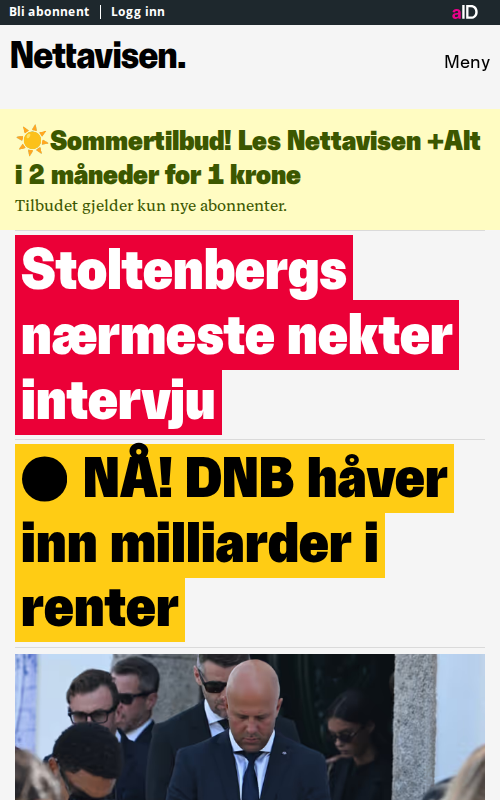 Bli abonnent | Logg inn
aID
Nettavisen.
Meny
☀️Sommertilbud! Les Nettavisen +Alt
i 2 måneder for 1 krone
Tilbudet gjelder kun nye abonnenter.
Stoltenbergs
nærmeste nekter
intervju
● NÅ! DNB håver
inn milliarder i
renter